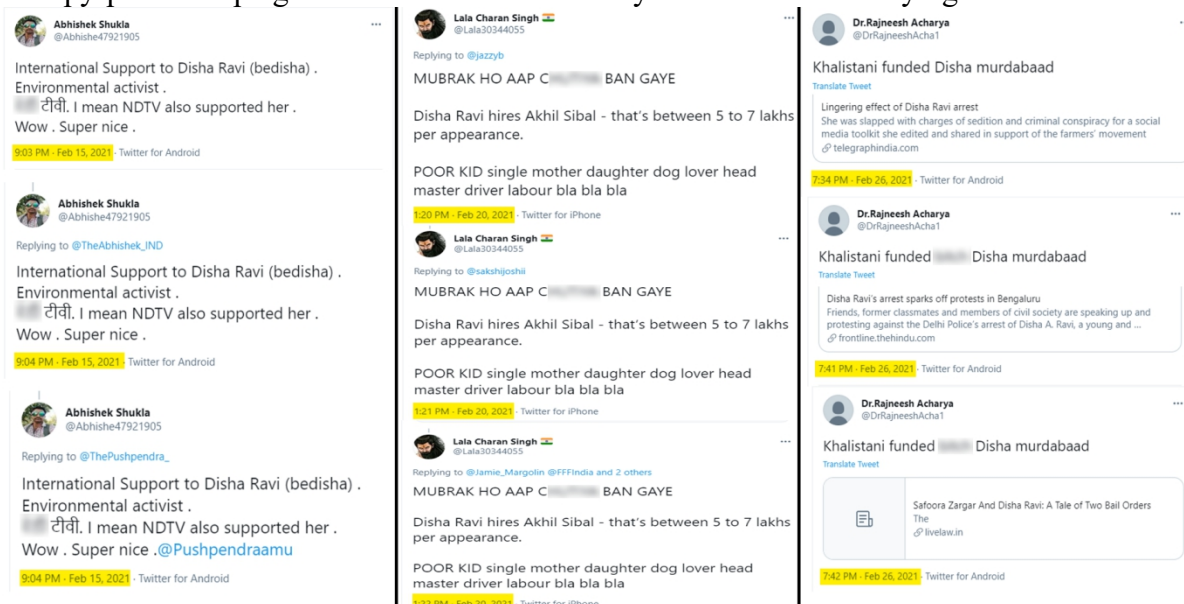 Abhishek Shukla
@Abhishe47921905
International Support to Disha Ravi (bedisha) .
Environmental activist .
टीवी. I mean NDTV also supported her .
Wow . Super nice .
9:03 PM · Feb 15, 2021 · Twitter for Android
Abhishek Shukla
@Abhishe47921905
Replying to @TheAbhishek_IND
International Support to Disha Ravi (bedisha) .
Environmental activist .
टीवी. I mean NDTV also supported her .
Wow . Super nice .
9:04 PM · Feb 15, 2021 · Twitter for Android
Abhishek Shukla
@Abhishe47921905
Replying to @ThePushpendra_
International Support to Disha Ravi (bedisha) .
Environmental activist .
टीवी. I mean NDTV also supported her .
Wow . Super nice .@Pushpendraamu
9:04 PM · Feb 15, 2021 · Twitter for Android
Lala Charan Singh
@Lala30344055
Replying to @jazzyb
MUBRAK HO AAP C BAN GAYE
Disha Ravi hires Akhil Sibal - that's between 5 to 7 lakhs
per appearance.
POOR KID single mother daughter dog lover head
master driver labour bla bla bla
1:20 PM · Feb 20, 2021 · Twitter for iPhone
Lala Charan Singh
@Lala30344055
Replying to @sakshijoshii
MUBRAK HO AAP C BAN GAYE
Disha Ravi hires Akhil Sibal - that's between 5 to 7 lakhs
per appearance.
POOR KID single mother daughter dog lover head
master driver labour bla bla bla
1:21 PM · Feb 20, 2021 · Twitter for iPhone
Lala Charan Singh
@Lala30344055
Replying to @Jamie_Margolin @FFFIndia and 2 others
MUBRAK HO AAP C BAN GAYE
Disha Ravi hires Akhil Sibal - that's between 5 to 7 lakhs
per appearance.
POOR KID single mother daughter dog lover head
master driver labour bla bla bla
1:22 PM · Feb 20, 2021 · Twitter for iPhone
Dr.Rajneesh Acharya
@DrRajneeshAcha1
Khalistani funded Disha murdabaad
Translate Tweet
Lingering effect of Disha Ravi arrest
She was slapped with charges of sedition and criminal conspiracy for a social
media toolkit she edited and shared in support of the farmers' movement
telegraphindia.com
7:34 PM · Feb 26, 2021 · Twitter for Android
Dr.Rajneesh Acharya
@DrRajneeshAcha1
Khalistani funded Disha murdabaad
Translate Tweet
Disha Ravi's arrest sparks off protests in Bengaluru
Friends, former classmates and members of civil society are speaking up and
protesting against the Delhi Police's arrest of Disha A. Ravi, a young and ...
frontline.thehindu.com
7:41 PM · Feb 26, 2021 · Twitter for Android
Dr.Rajneesh Acharya
@DrRajneeshAcha1
Khalistani funded Disha murdabaad
Translate Tweet
Safoora Zargar And Disha Ravi: A Tale of Two Bail Orders
The
livelaw.in
7:42 PM · Feb 26, 2021 · Twitter for Android